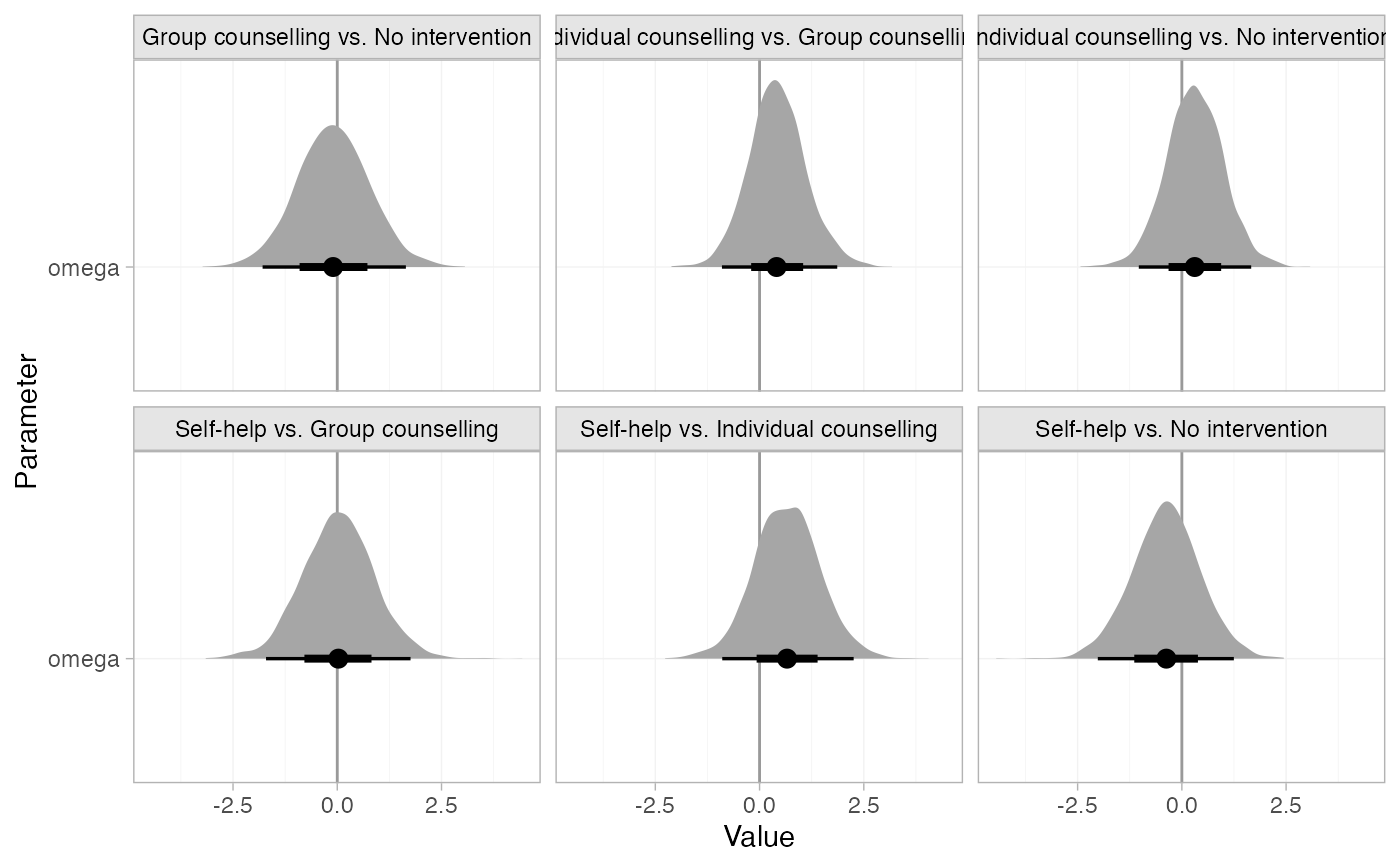 Group counselling vs. No intervention
dividual counselling vs. Group counselli
ndividual counselling vs. No intervention
omega
Parameter
Self-help vs. Group counselling
Self-help vs. Individual counselling
Self-help vs. No intervention
omega
-2.5 0.0 2.5
-2.5 0.0 2.5
-2.5 0.0 2.5
Value